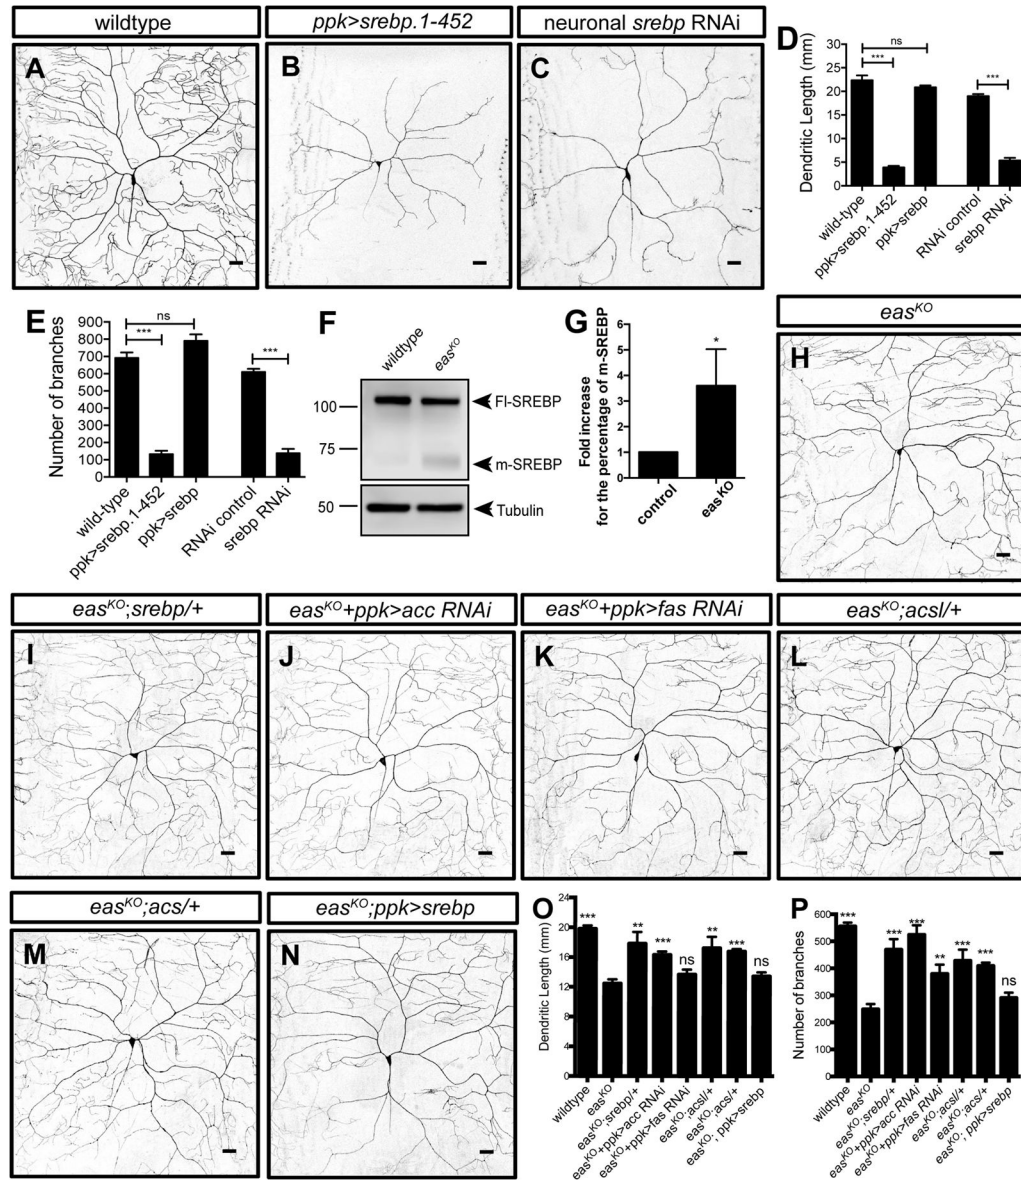 wildtype
ppk>srebp.1-452
neuronal srebp RNAi
A
B
C
D
Dendritic Length (mm)
25
20
15
10
5
0
ns
***
***
wild-type
ppk>srebp.1-452
ppk>srebp
RNAi control
srebp RNAi
E
Number of branches
900
800
700
600
500
400
300
200
100
0
ns
***
***
wild-type
ppk>srebp.1-452
ppk>srebp
RNAi control
srebp RNAi
F
wildtype
easKO
100
75
50
Fl-SREBP
m-SREBP
Tubulin
G
Fold increase
for the percentage of m-SREBP
6
5
4
3
2
1
0
*
control
easKO
easKO
H
easKO;srebp/+
easKO+ppk>acc RNAi
easKO+ppk>fas RNAi
easKO;acsl/+
I
J
K
L
easKO;acs/+
easKO;ppk>srebp
M
N
O
Dendritic Length (mm)
24
20
16
12
8
4
0
***
**
***
ns
**
***
ns
wildtype
easKO
easKO;srebp/+
easKO+ppk>acc RNAi
easKO+ppk>fas RNAi
easKO;acsl/+
easKO;acs/+
easKO; ppk>srebp
P
Number of branches
600
500
400
300
200
100
0
***
**
***
**
***
***
ns
wildtype
easKO
easKO;srebp/+
easKO+ppk>acc RNAi
easKO+ppk>fas RNAi
easKO;acsl/+
easKO;acs/+
easKO; ppk>srebp